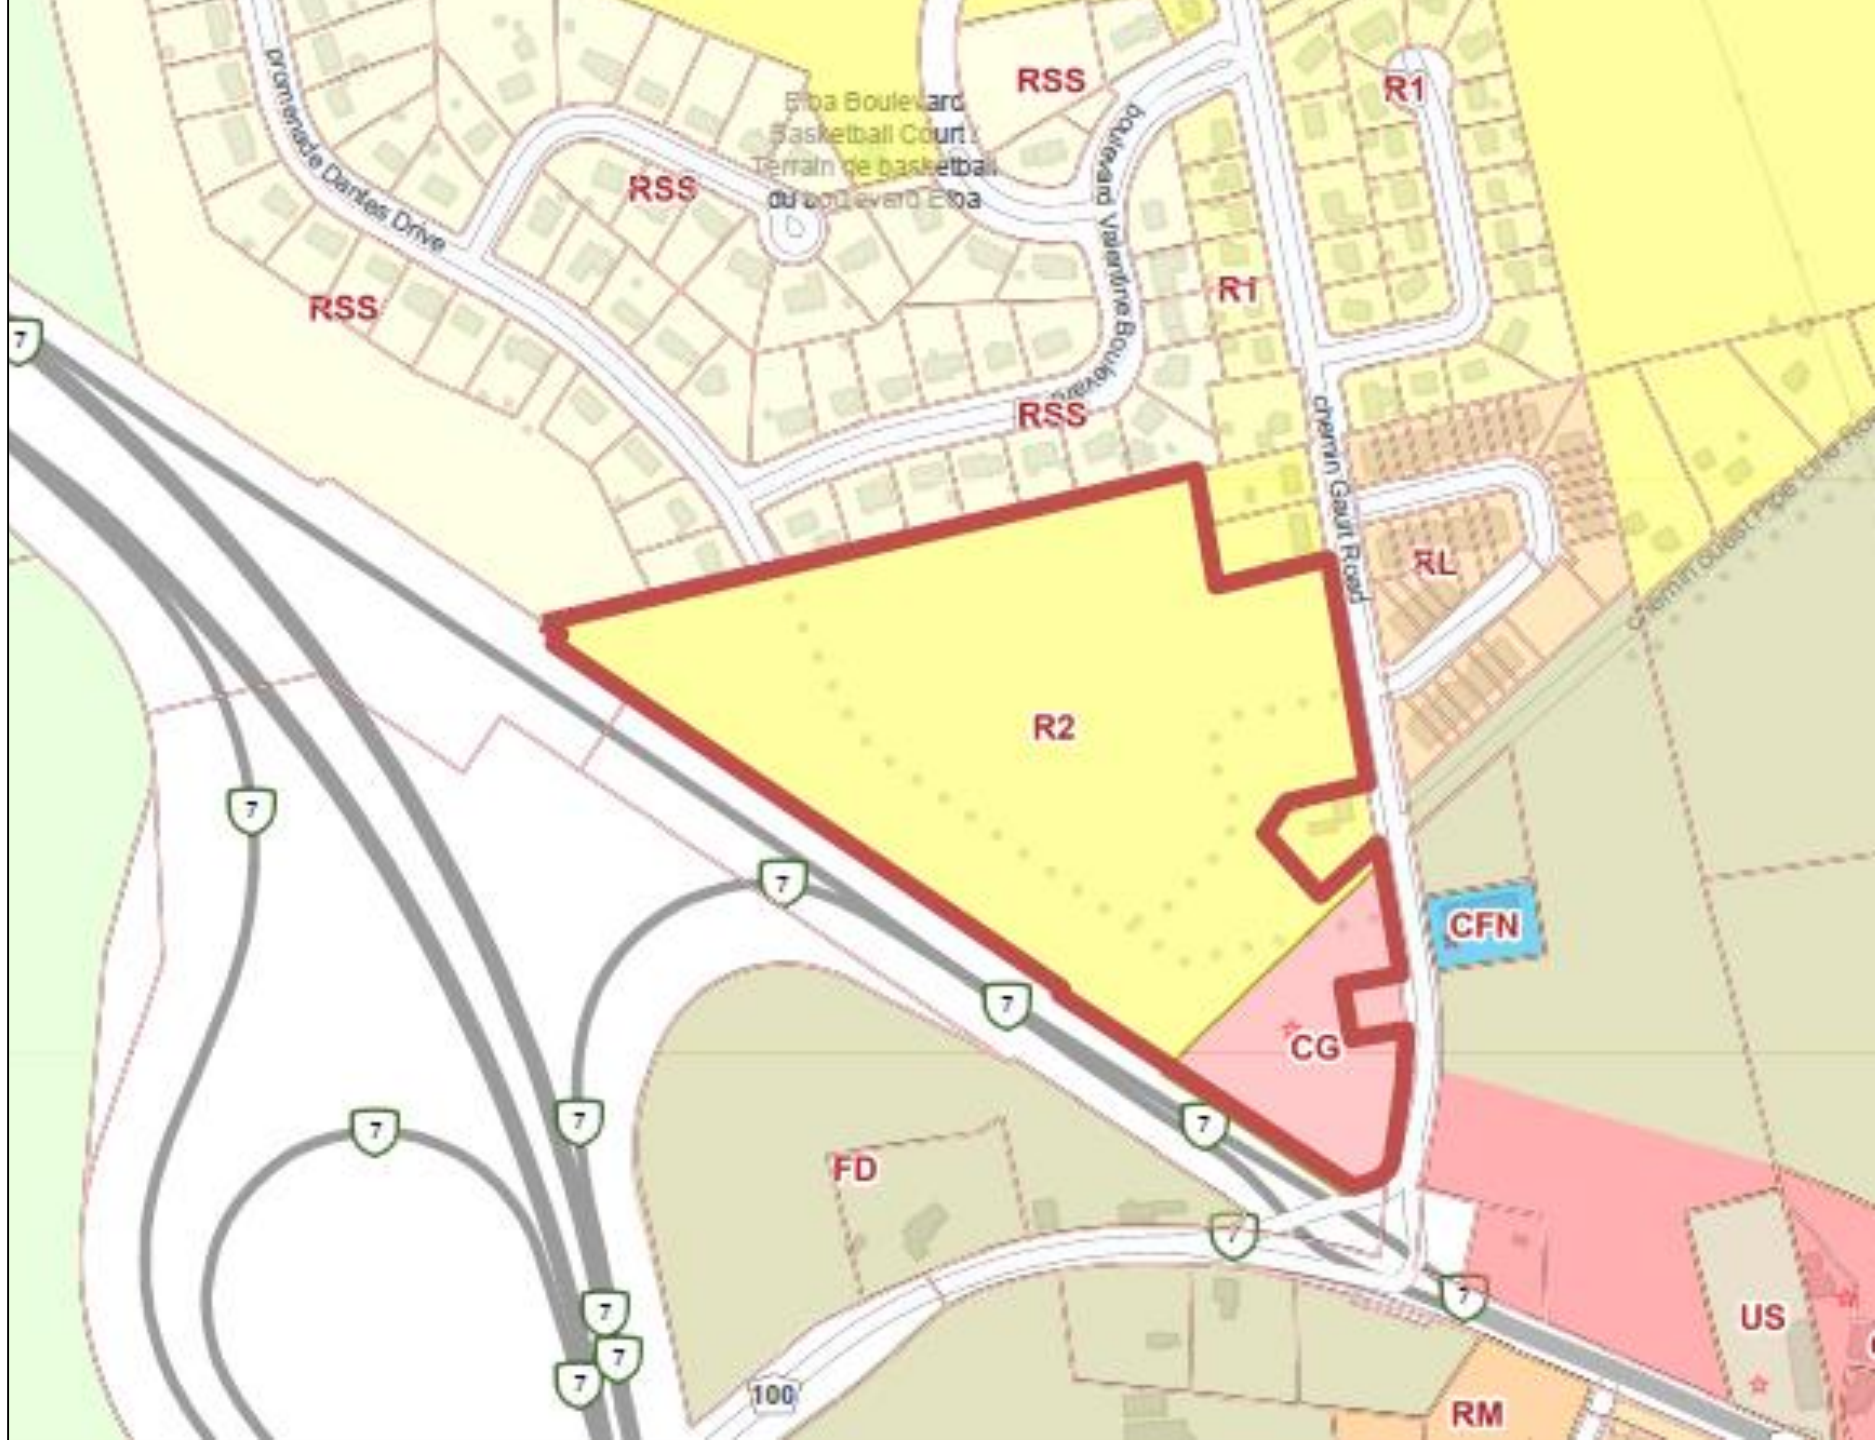 RSS
R1
promenade Dantes Drive
Elba Boulevard
Basketball Court /
Terrain de basketball
du boulevard Elba
boulevard Valentine Boulevard
RSS
R1
RSS
7
RSS
chemin Gault Road
RL
R2
7
7
CFN
7
CG
7
7
7
FD
7
7
7
US
7
7
100
RM